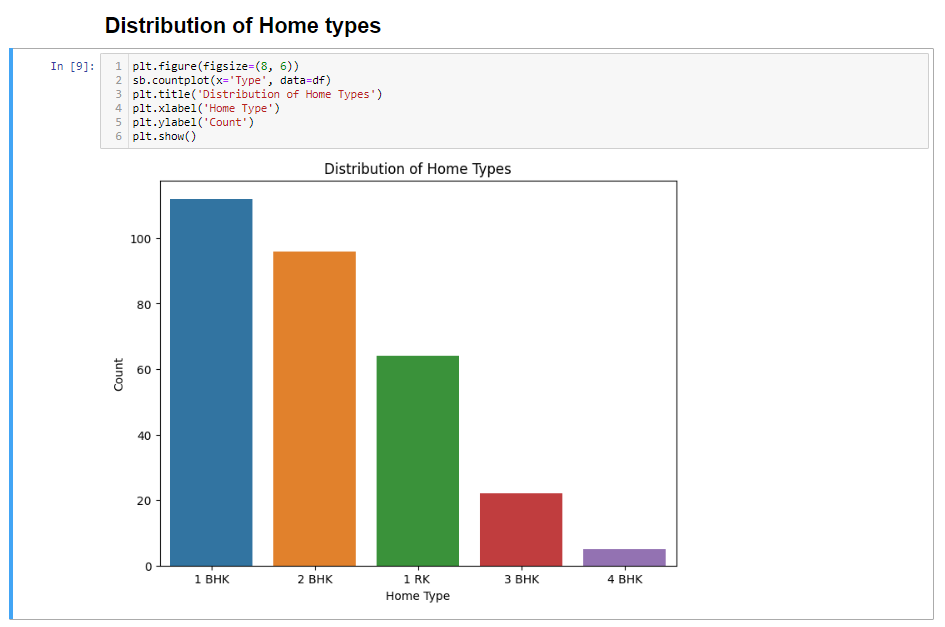 Distribution of Home types
In [9]:
1 plt.figure(figsize=(8, 6))
2 sb.countplot(x='Type', data=df)
3 plt.title('Distribution of Home Types')
4 plt.xlabel('Home Type')
5 plt.ylabel('Count')
6 plt.show()
Distribution of Home Types
Count
100
80
60
40
20
0
1 BHK 2 BHK 1 RK 3 BHK 4 BHK
Home Type